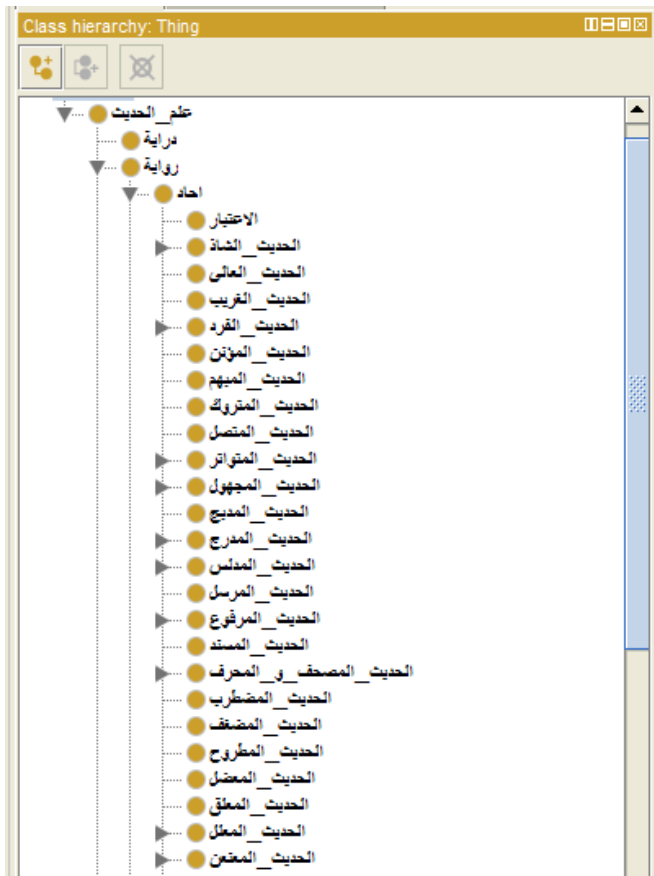 Class hierarchy: Thing
علم_الحديث
دراية
رواية
احاد
الاعتبار
الحديث_الشاذ
الحديث_العالى
الحديث_الغريب
الحديث_الفرد
الحديث_المؤنن
الحديث_المبهم
الحديث_المتروك
الحديث_المتصل
الحديث_المتواتر
الحديث_المجهول
الحديث_المدبج
الحديث_المدرج
الحديث_المدلس
الحديث_المرسل
الحديث_المرفوع
الحديث_المسند
الحديث_المصحف_و_المحرف
الحديث_المضطرب
الحديث_المضعف
الحديث_المطروح
الحديث_المعضل
الحديث_المعلق
الحديث_المعلل
الحديث_المعنعن